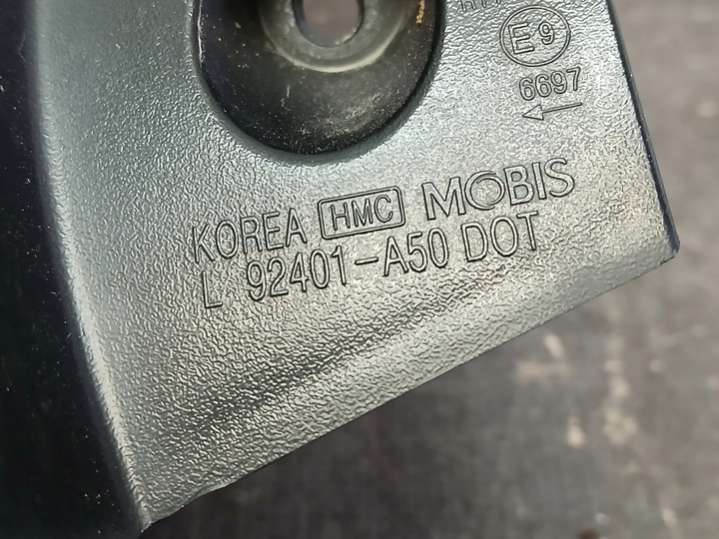 E9
6697
KOREA HMC MOBIS
L 92401-A50 DOT